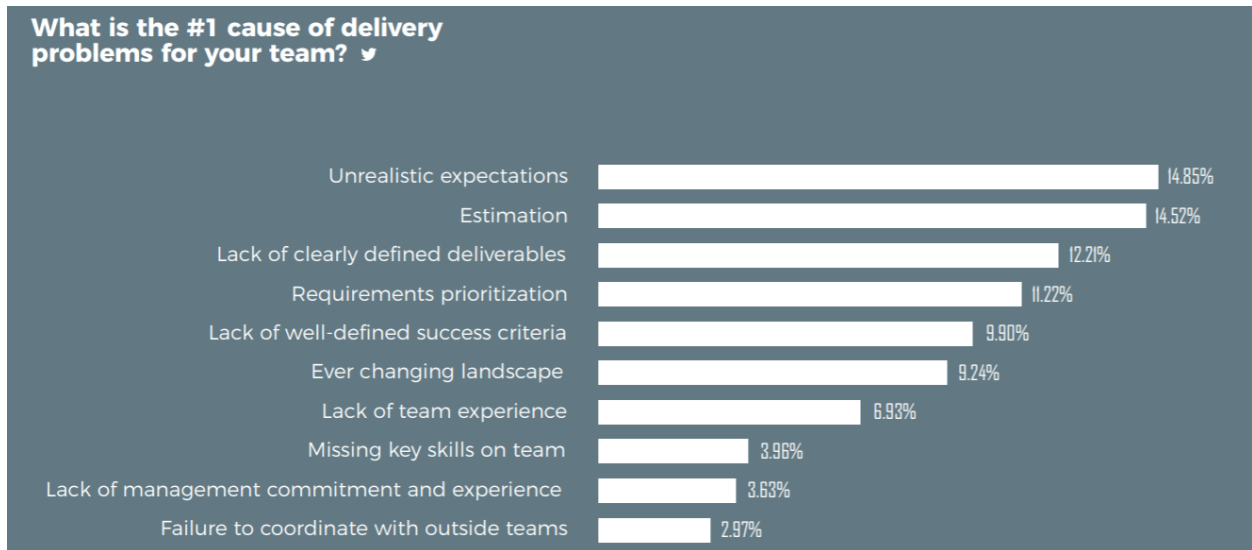 What is the #1 cause of delivery
problems for your team?
Unrealistic expectations 14.85%
Estimation 14.52%
Lack of clearly defined deliverables 12.21%
Requirements prioritization 11.22%
Lack of well-defined success criteria 9.90%
Ever changing landscape 9.24%
Lack of team experience 6.93%
Missing key skills on team 3.96%
Lack of management commitment and experience 3.63%
Failure to coordinate with outside teams 2.97%